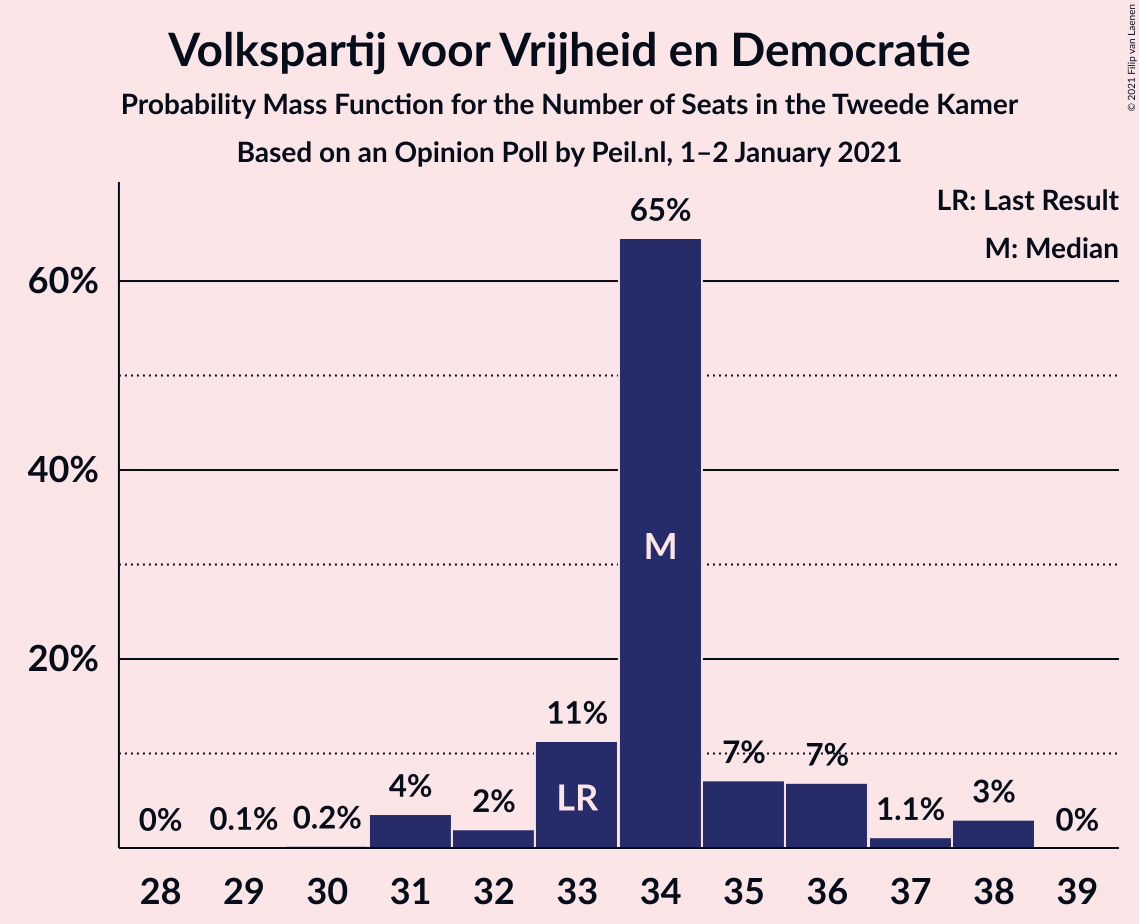 Volkspartij voor Vrijheid en Democratie
Probability Mass Function for the Number of Seats in the Tweede Kamer
Based on an Opinion Poll by Peil.nl, 1–2 January 2021
© 2021 Filip van Laenen
LR: Last Result
M: Median
60%
40%
20%
0%
0.1%
0.2%
4%
2%
11%
65%
7%
7%
1.1%
3%
0%
LR
M
28 29 30 31 32 33 34 35 36 37 38 39